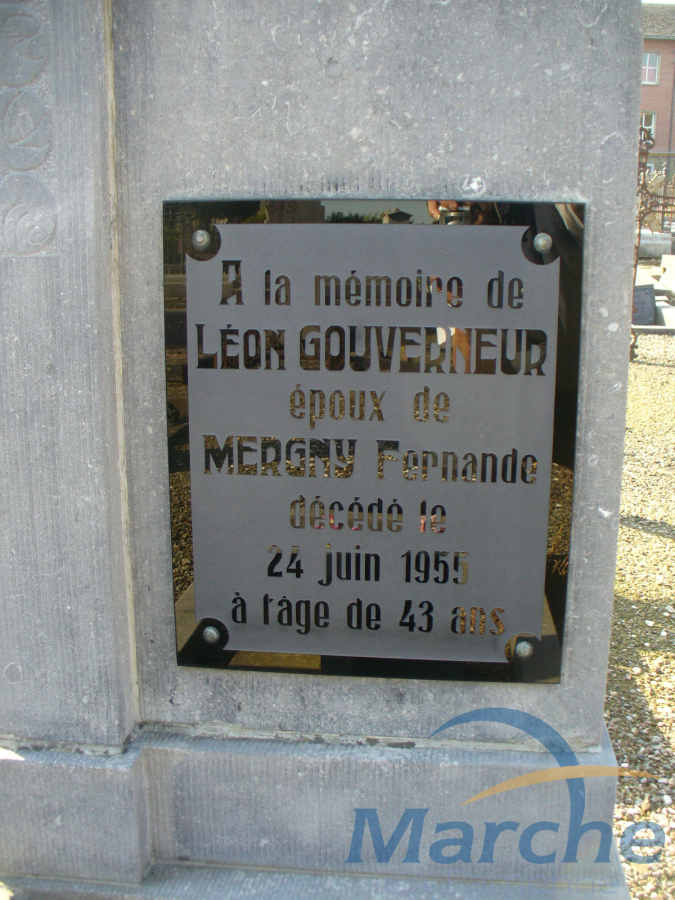 A la mémoire de
LÉON GOUVERNEUR
époux de
MERGNY Fernande
décédé le
24 juin 1955
à l'âge de 43 ans
Marche